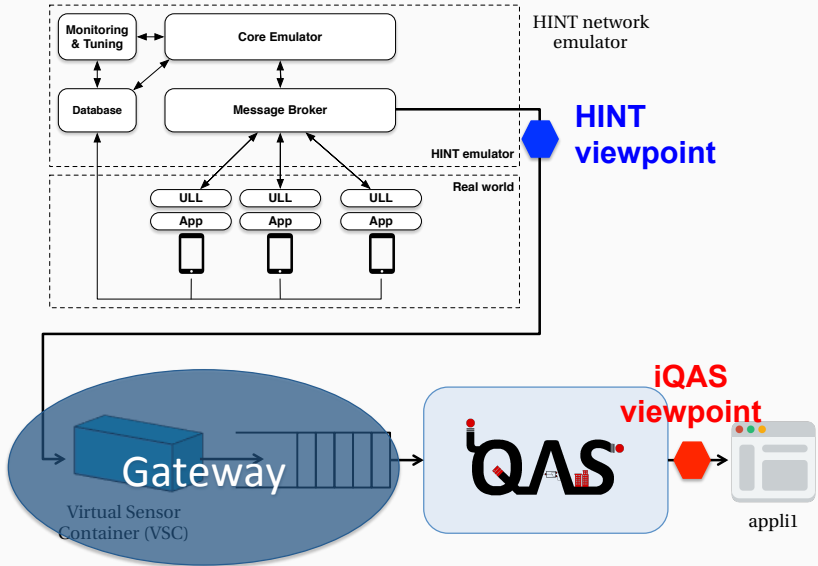 Monitoring
& Tuning
Core Emulator
HINT network
emulator
Database
Message Broker
HINT
viewpoint
HINT emulator
Real world
ULL
ULL
ULL
App
App
App
iQAS
viewpoint
Gateway
iQAS
Virtual Sensor
Container (VSC)
appli1